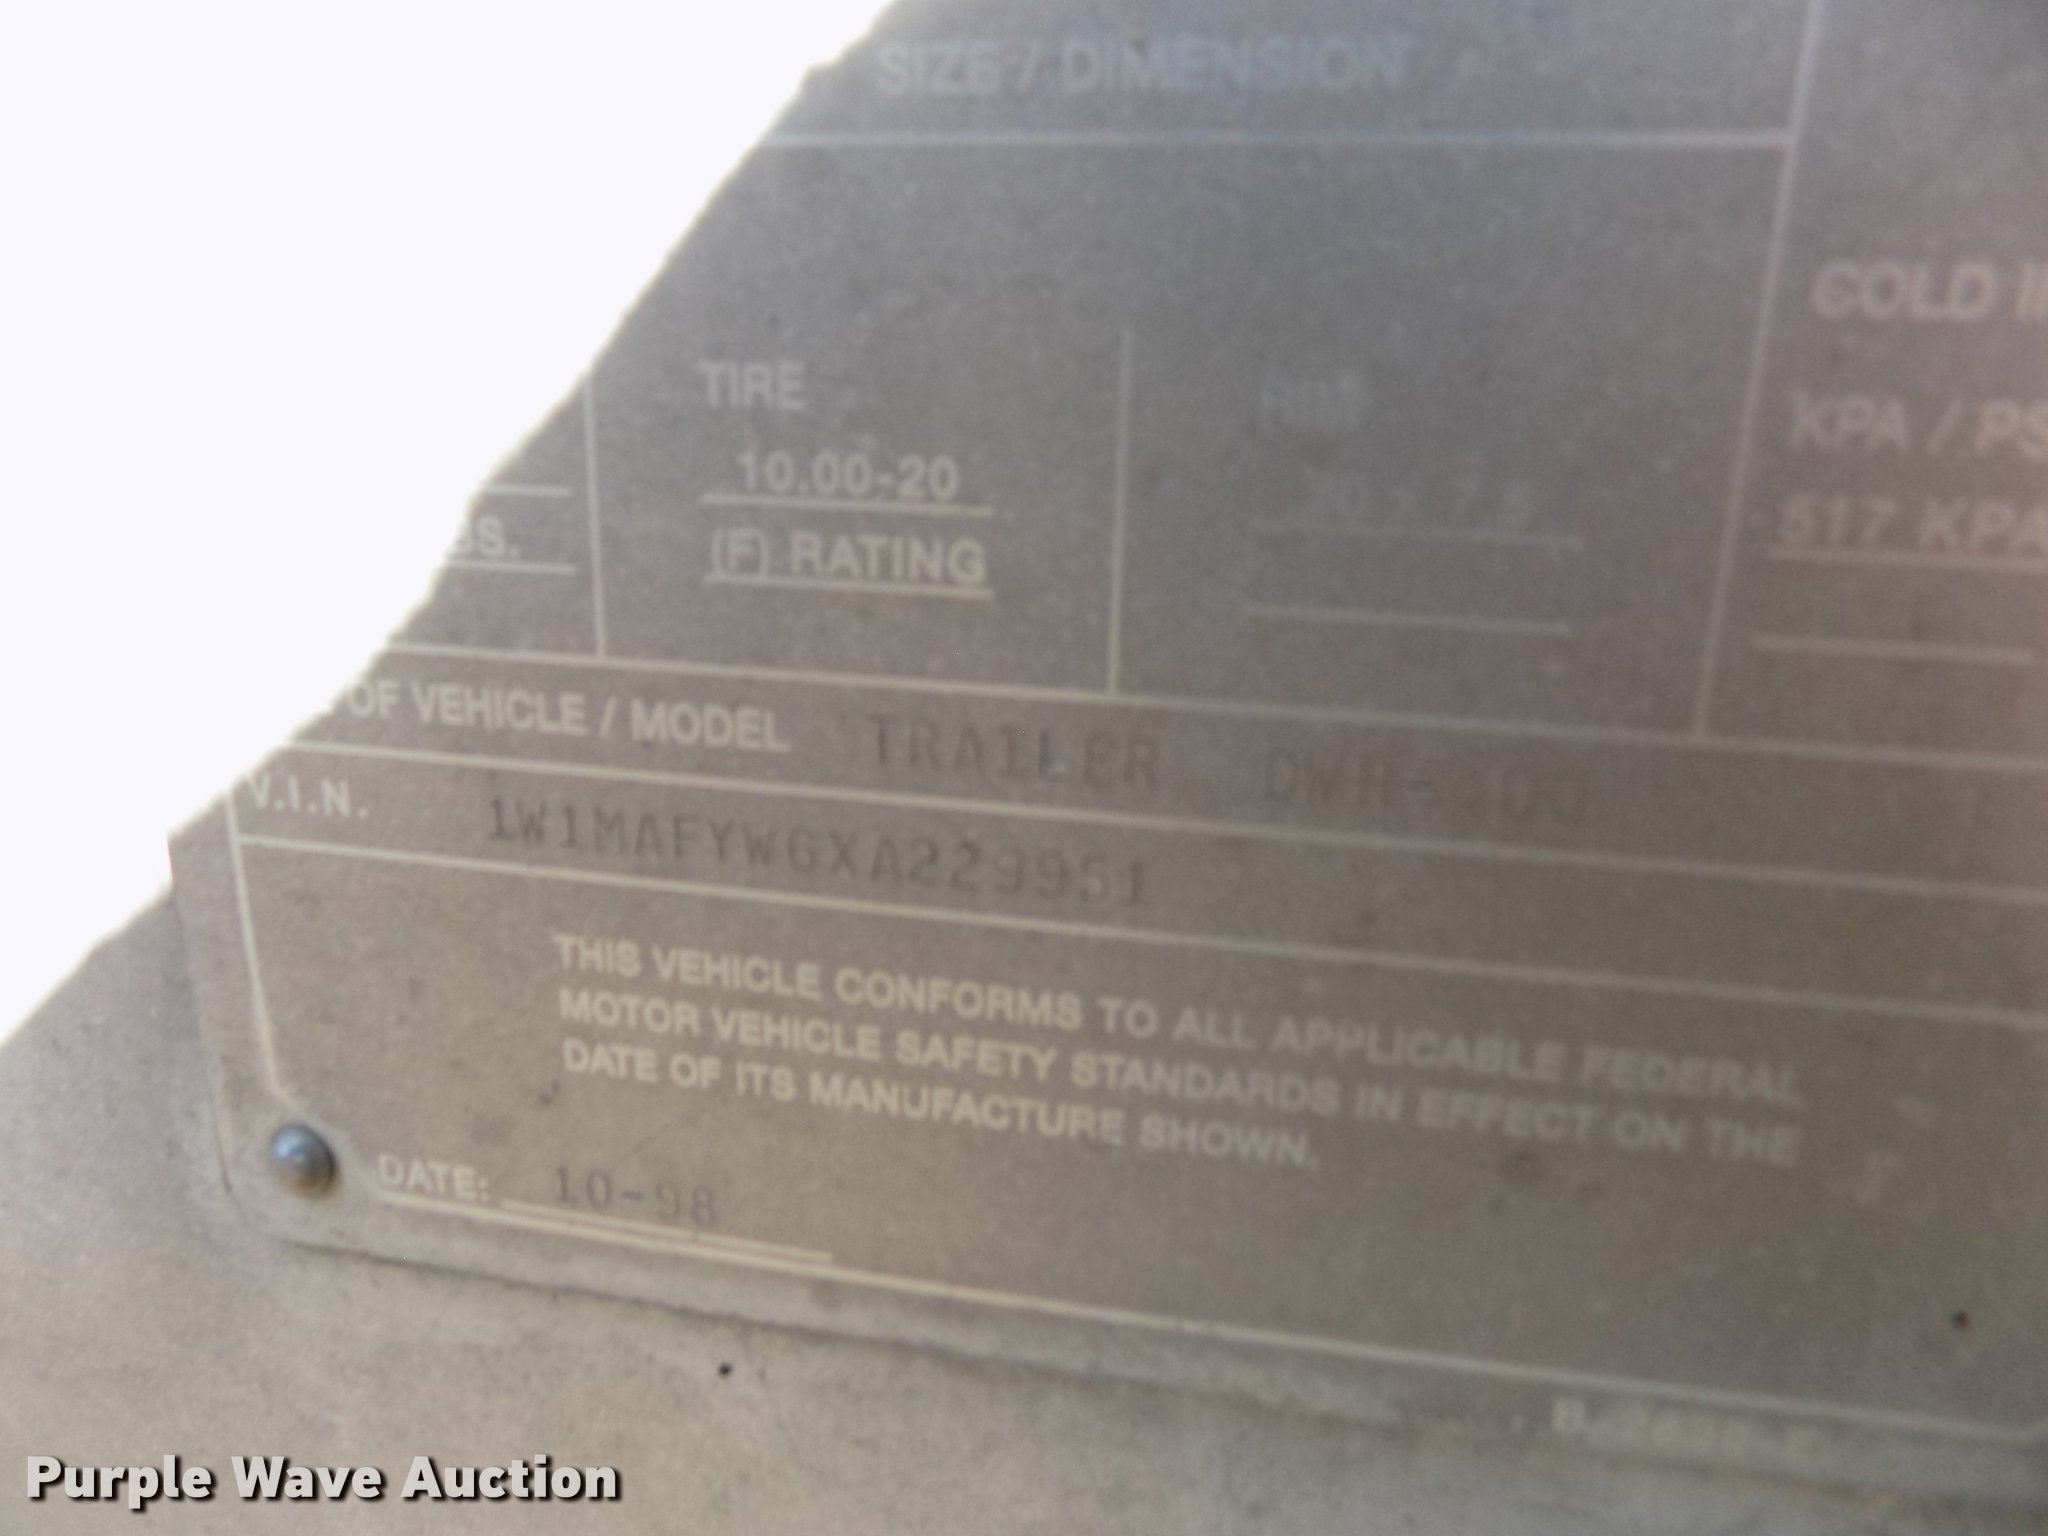 SIZE / DIMENSION
COLD
TIRE
KPA /
10.00-20
517 KPA
(F) RATING
OF VEHICLE / MODEL TRAILER
V.I.N. 1W1MAFYW6XA229951
THIS VEHICLE CONFORMS TO ALL APPLICABLE FEDERAL
MOTOR VEHICLE SAFETY STANDARDS IN EFFECT ON THE
DATE OF ITS MANUFACTURE SHOWN.
DATE: 10-98
Purple Wave Auction